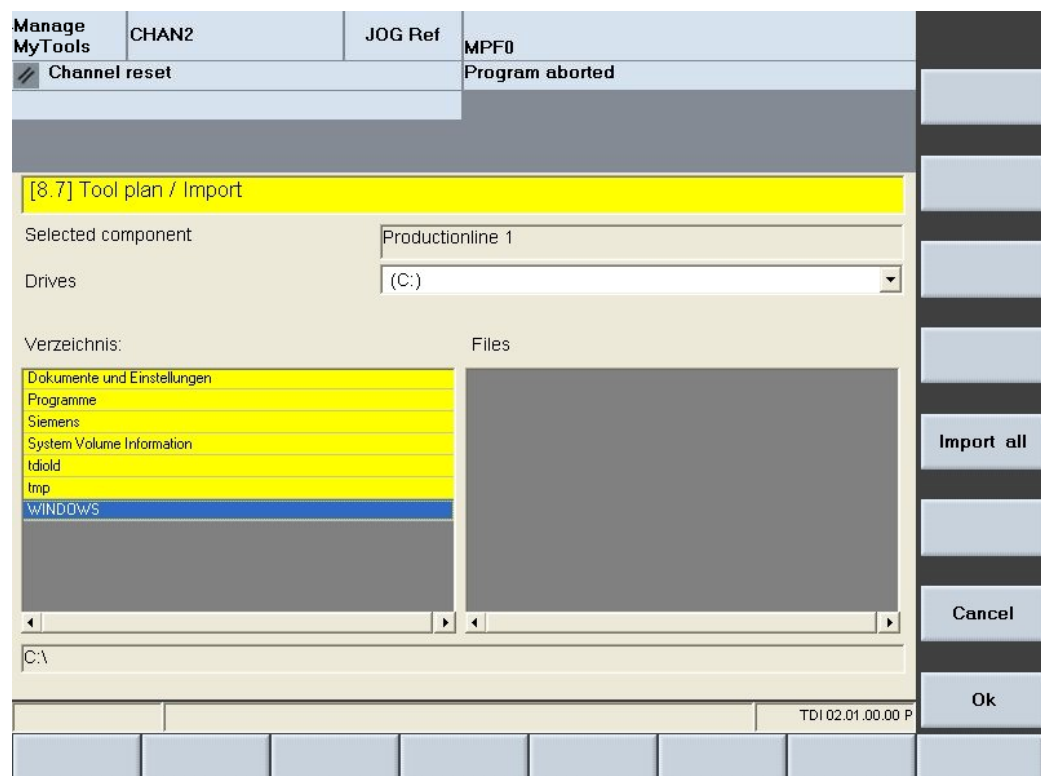 Manage
MyTools
CHAN2
JOG Ref
MPF0
Channel reset
Program aborted
[8.7] Tool plan / Import
Selected component
Productionline 1
Drives
(C:)
Verzeichnis:
Files
Dokumente und Einstellungen
Programme
Siemens
System Volume Information
tdiold
tmp
WINDOWS
C:\
Import all
Cancel
Ok
TDI 02.01.00.00 P